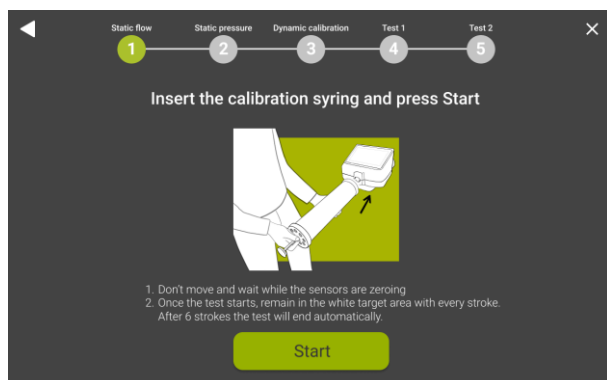 Static flow Static pressure Dynamic calibration Test 1 Test 2
1 2 3 4 5
Insert the calibration syring and press Start
1. Don't move and wait while the sensors are zeroing
2. Once the test starts, remain in the white target area with every stroke.
After 6 strokes the test will end automatically.
Start